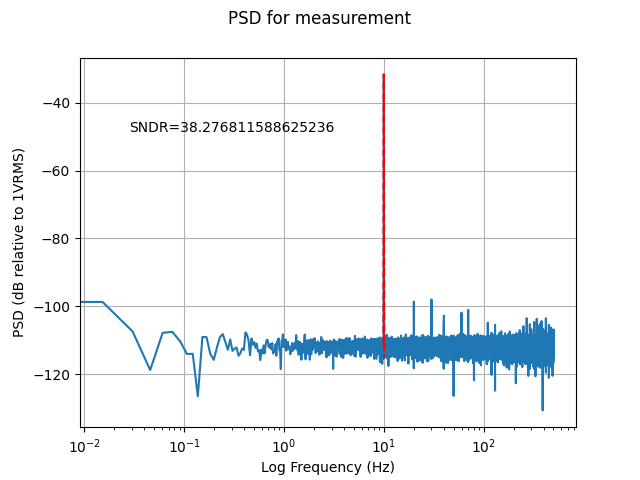 PSD for measurement
SNDR=38.276811588625236
PSD (dB relative to 1VRMS)
−40
−60
−80
−100
−120
10⁻² 10⁻¹ 10⁰ 10¹ 10²
Log Frequency (Hz)